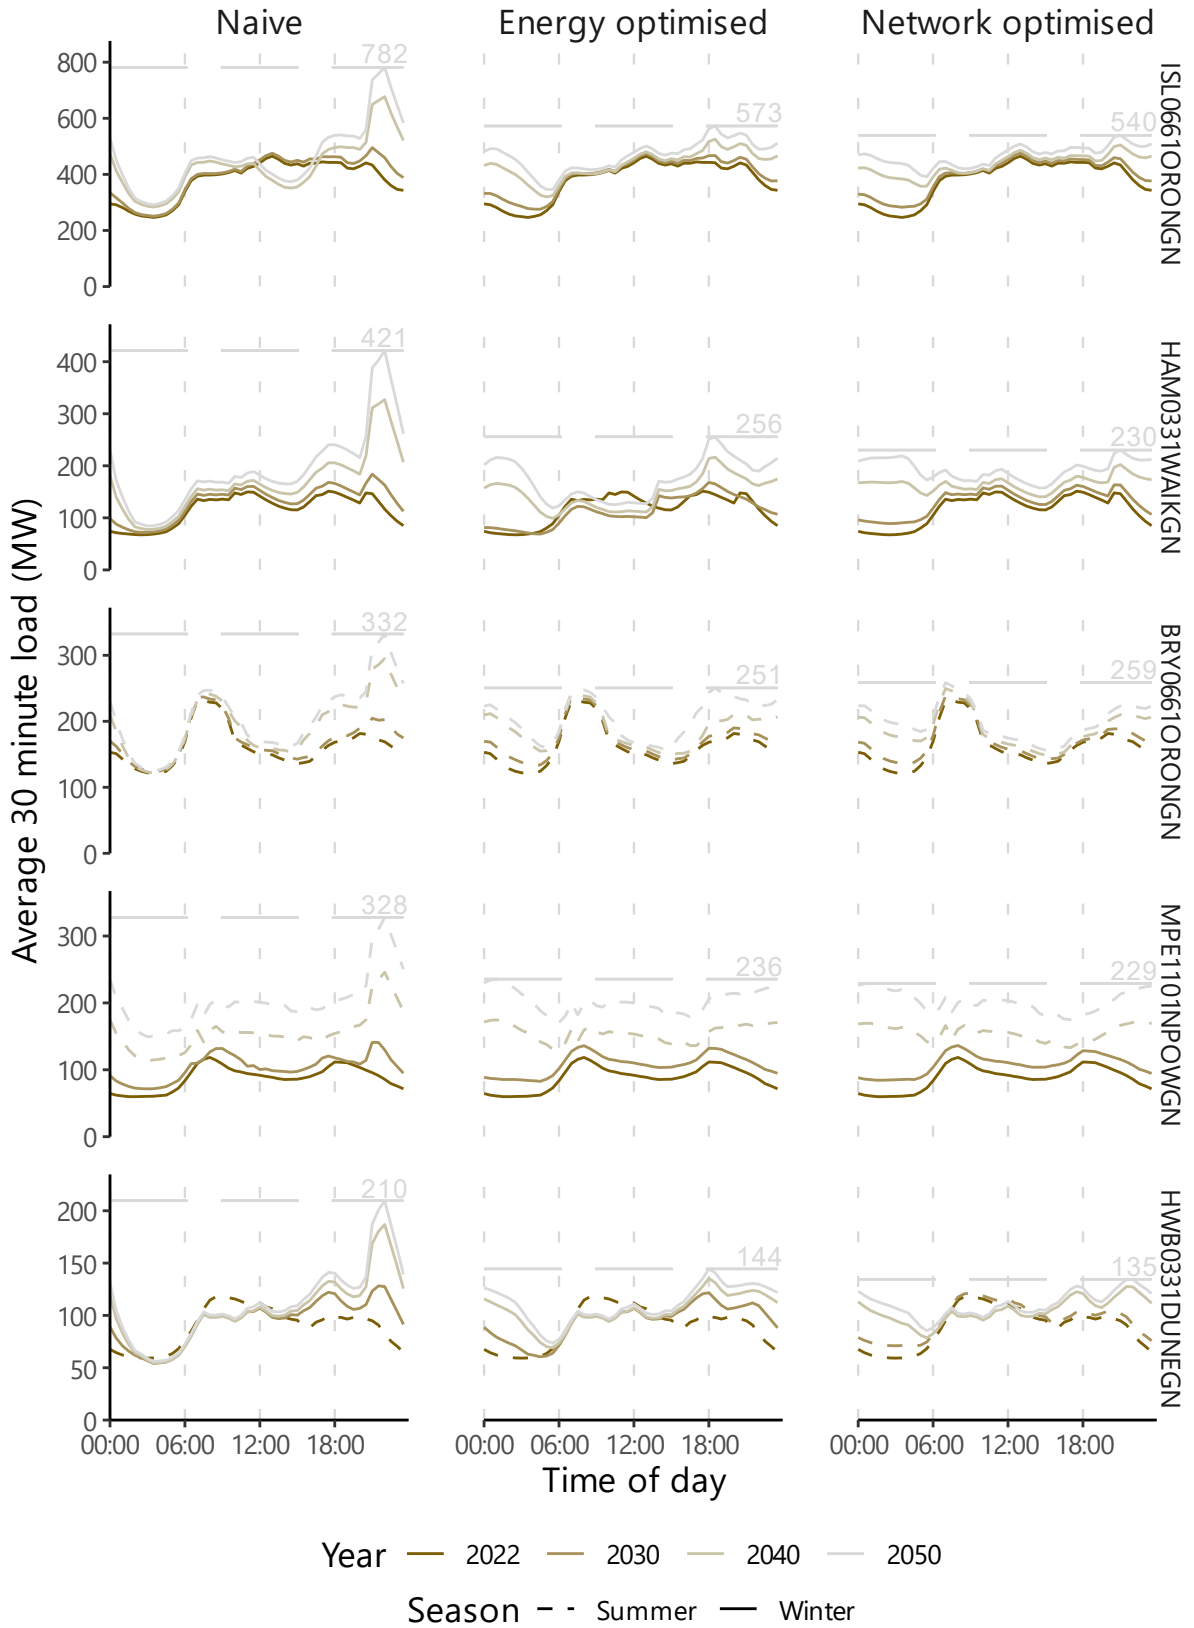 Naive Energy optimised Network optimised
800 600 400 200 0
782 573 540
ISL0661ORONGN
400 300 200 100 0
421 256 230
HAM0331WAIKGN
300 200 100 0
332 251 259
BRY0661ORONGN
300 200 100 0
328 236 229
MPE1101NPOWGN
200 150 100 50 0
210 144 135
HWB0331DUNEGN
Average 30 minute load (MW)
00:00 06:00 12:00 18:00 00:00 06:00 12:00 18:00 00:00 06:00 12:00 18:00
Time of day
Year 2022 2030 2040 2050
Season Summer Winter